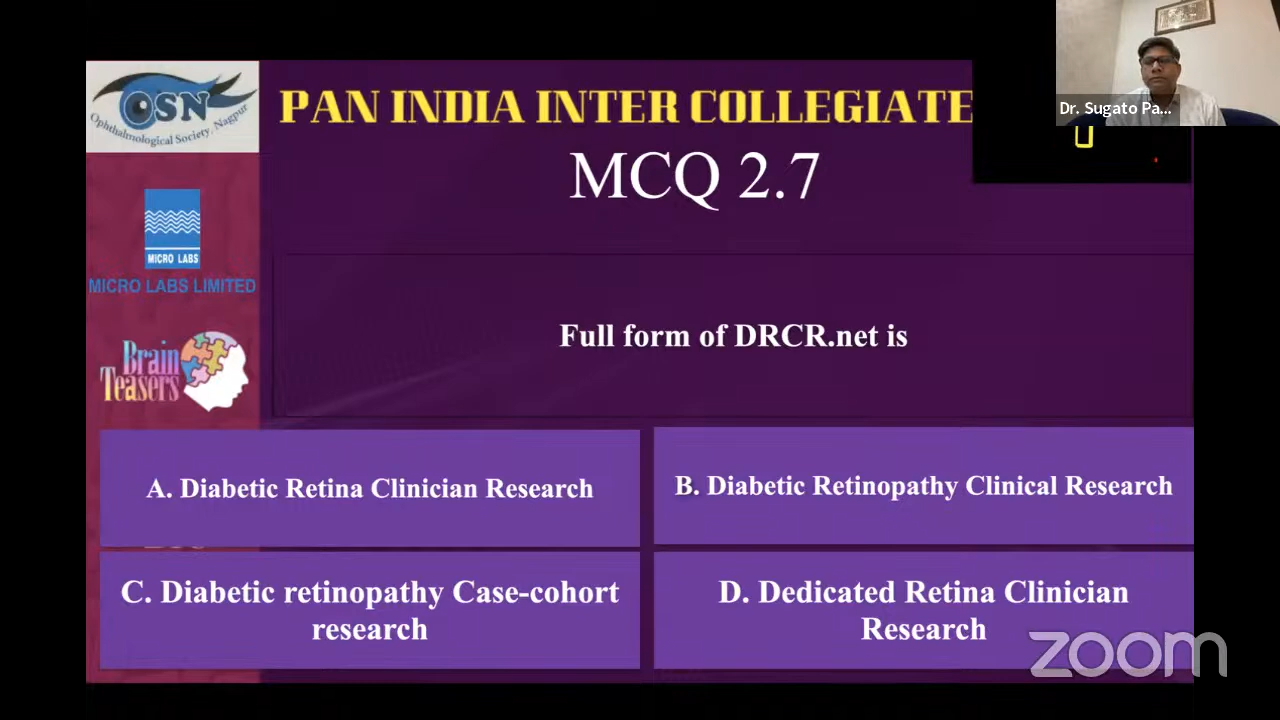 Dr. Sugato Pa...
OSN
Ophthalmological Society, Nagpur
PAN INDIA INTER COLLEGIATE
MCQ 2.7
MICRO LABS
MICRO LABS LIMITED
Brain
Teasers
Full form of DRCR.net is
A. Diabetic Retina Clinician Research
B. Diabetic Retinopathy Clinical Research
C. Diabetic retinopathy Case-cohort
research
D. Dedicated Retina Clinician
Research
zoom